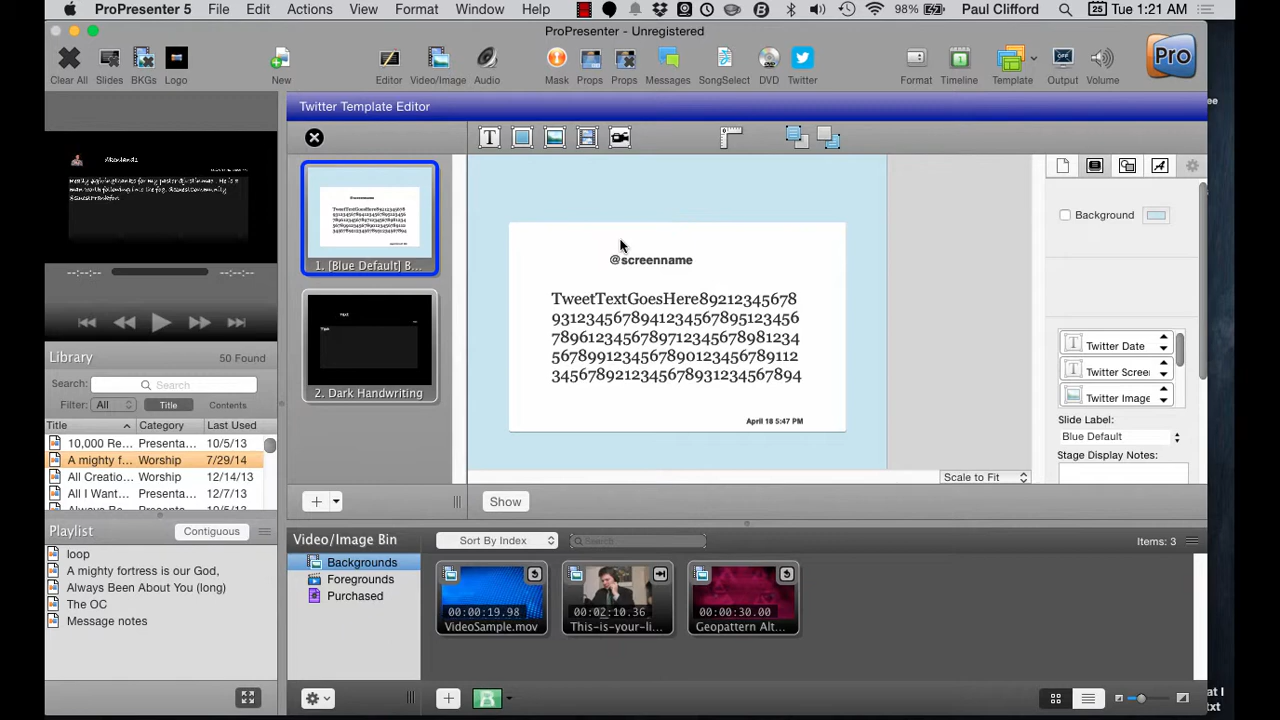 ProPresenter 5 File Edit Actions View Format Window Help 98% Paul Clifford 25 Tue 1:21 AM
ProPresenter - Unregistered
Clear All Slides BKGs Logo New Editor Video/Image Audio Mask Props Props Messages SongSelect DVD Twitter Format Timeline Template Output Volume
Pro
Twitter Template Editor
1. [Blue Default] B...
2. Dark Handwriting
@screenname
TweetTextGoesHere89212345678
9312345678941234567895123456
7896123456789712345678981234
5678991234567890123456789112
3456789212345678931234567894
April 18 5:47 PM
Background
Twitter Date
Twitter Screen
Twitter Image
Slide Label:
Blue Default
Stage Display Notes:
Scale to Fit
Show
--:--:-- --:--:--
Library 50 Found
Search: Search
Filter: All Title Contents
Title Category Last Used
10,000 Re... Presenta... 10/5/13
A mighty f... Worship 7/29/14
All Creatio... Worship 12/14/13
All I Want... Presenta... 12/7/13
Playlist Contiguous
loop
A mighty fortress is our God,
Always Been About You (long)
The OC
Message notes
Video/Image Bin Sort By Index Search Items: 3
Backgrounds
Foregrounds
Purchased
00:00:19.98
VideoSample.mov
00:02:10.36
This-is-your-li...
00:00:30.00
Geopattern Alt...